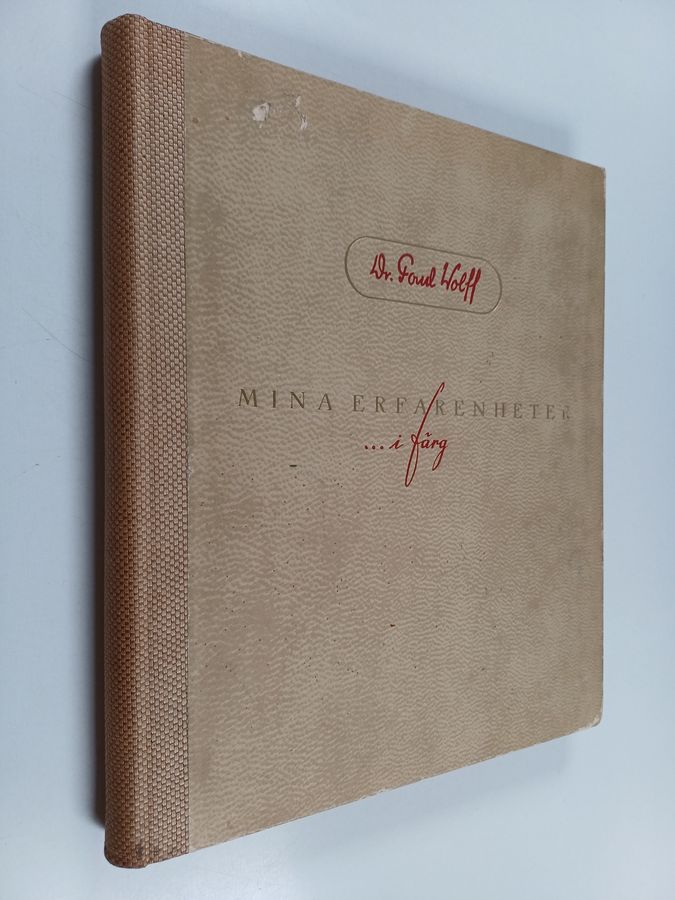 Dr. Paul Wolff
MINA ERFARENHETER
... i färg